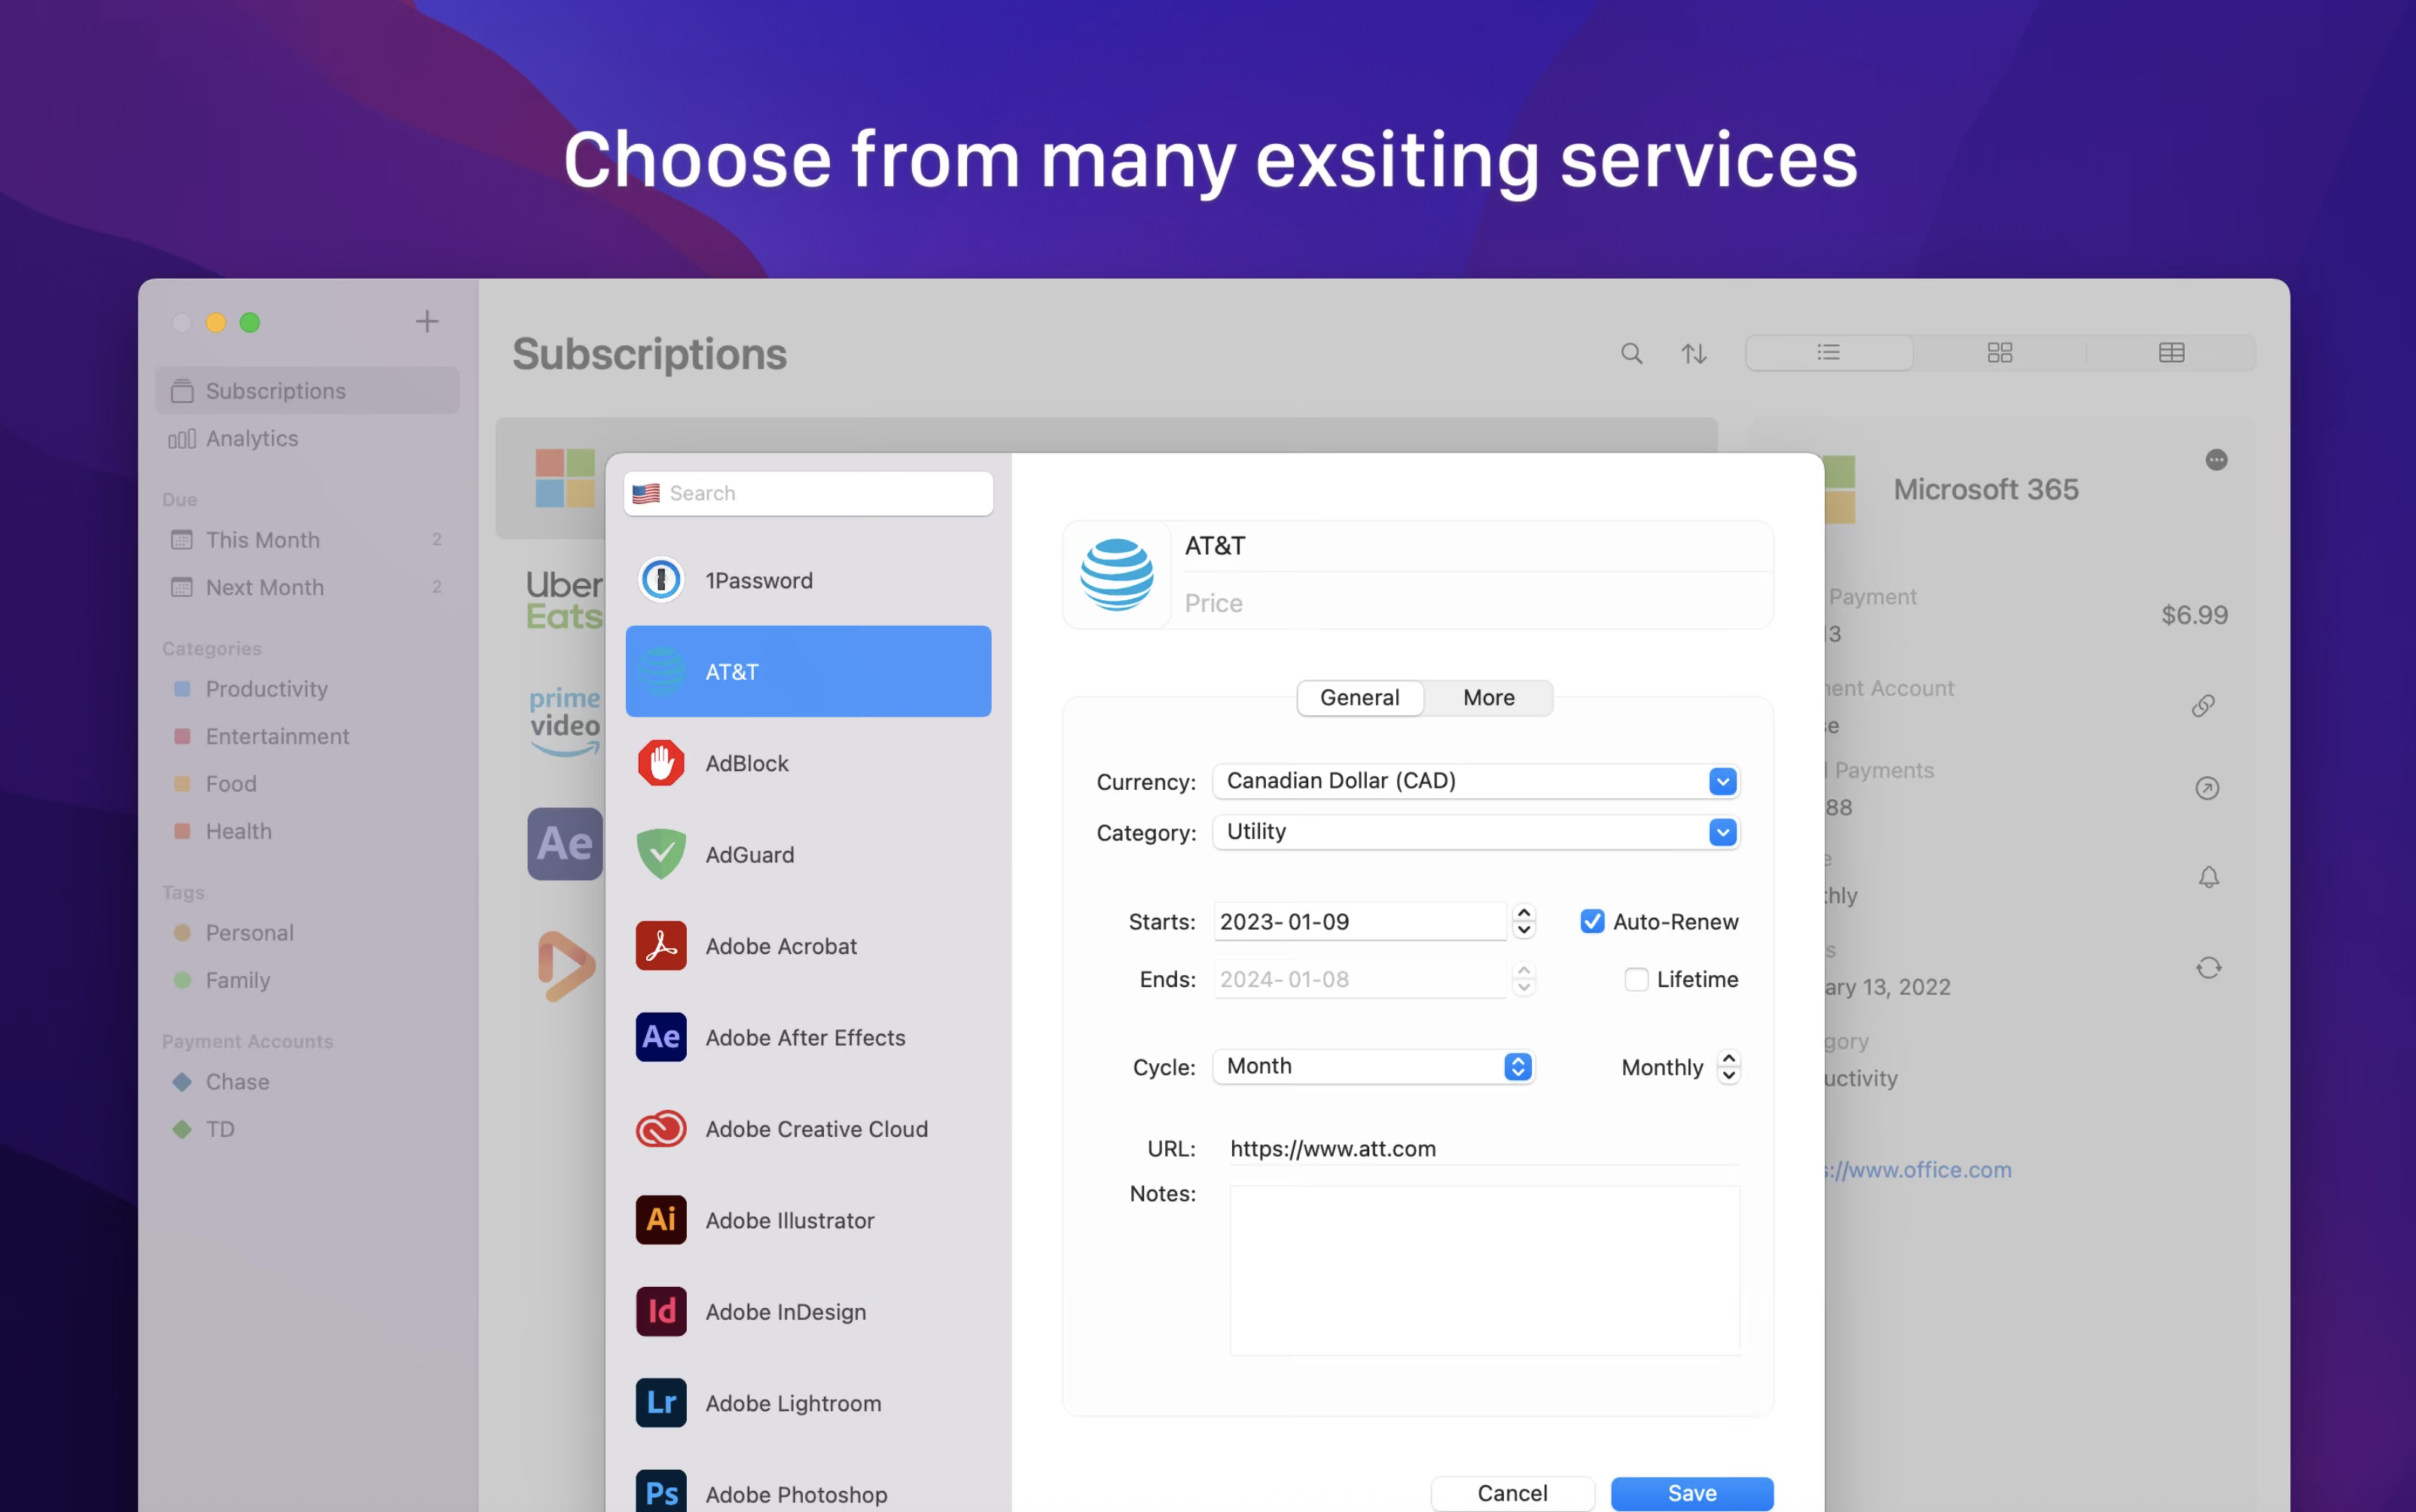 Choose from many exsiting services
Subscriptions
Analytics
Due
This Month 2
Next Month 2
Categories
Productivity
Entertainment
Food
Health
Tags
Personal
Family
Payment Accounts
Chase
TD
Subscriptions
Uber
Eats
prime
video
Ae
Search
1Password
AT&T
AdBlock
AdGuard
Adobe Acrobat
Ae Adobe After Effects
Adobe Creative Cloud
Ai Adobe Illustrator
Id Adobe InDesign
Lr Adobe Lightroom
Ps Adobe Photoshop
AT&T
Price
General More
Currency: Canadian Dollar (CAD)
Category: Utility
Starts: 2023-01-09 Auto-Renew
Ends: 2024-01-08 Lifetime
Cycle: Month Monthly
URL: https://www.att.com
Notes:
Cancel Save
Microsoft 365
Payment
13 $6.99
Account
Payments
88
ary 13, 2022
gory
uctivity
s://www.office.com